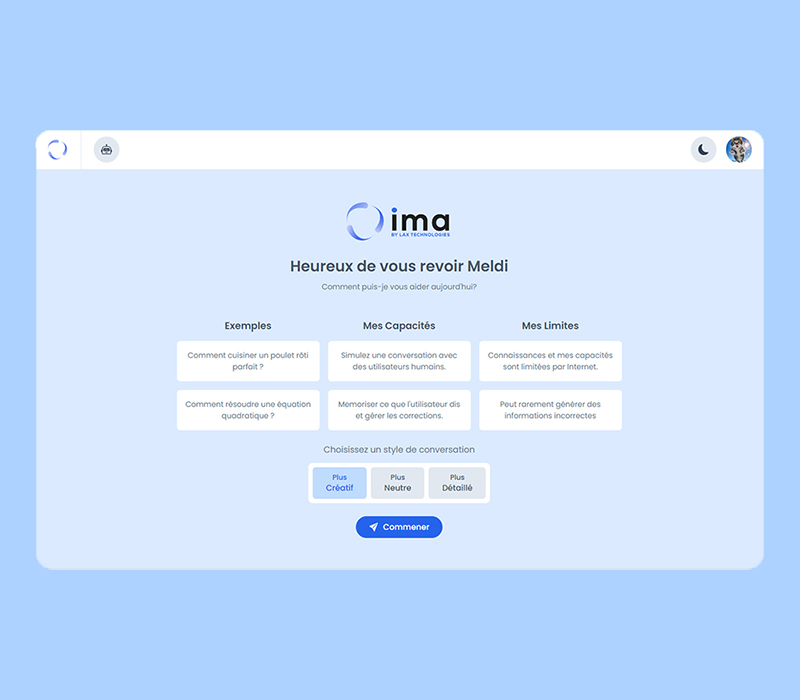 ima
BY LAX TECHNOLOGIES
Heureux de vous revoir Meldi
Comment puis-je vous aider aujourd'hui?
Exemples
Mes Capacités
Mes Limites
Comment cuisiner un poulet rôti
parfait ?
Simulez une conversation avec
des utilisateurs humains.
Connaissances et mes capacités
sont limitées par Internet.
Comment résoudre une équation
quadratique ?
Memoriser ce que l'utilisateur dis
et gérer les corrections.
Peut rarement générer des
informations incorrectes
Choisissez un style de conversation
Plus
Créatif
Plus
Neutre
Plus
Détaillé
Commener